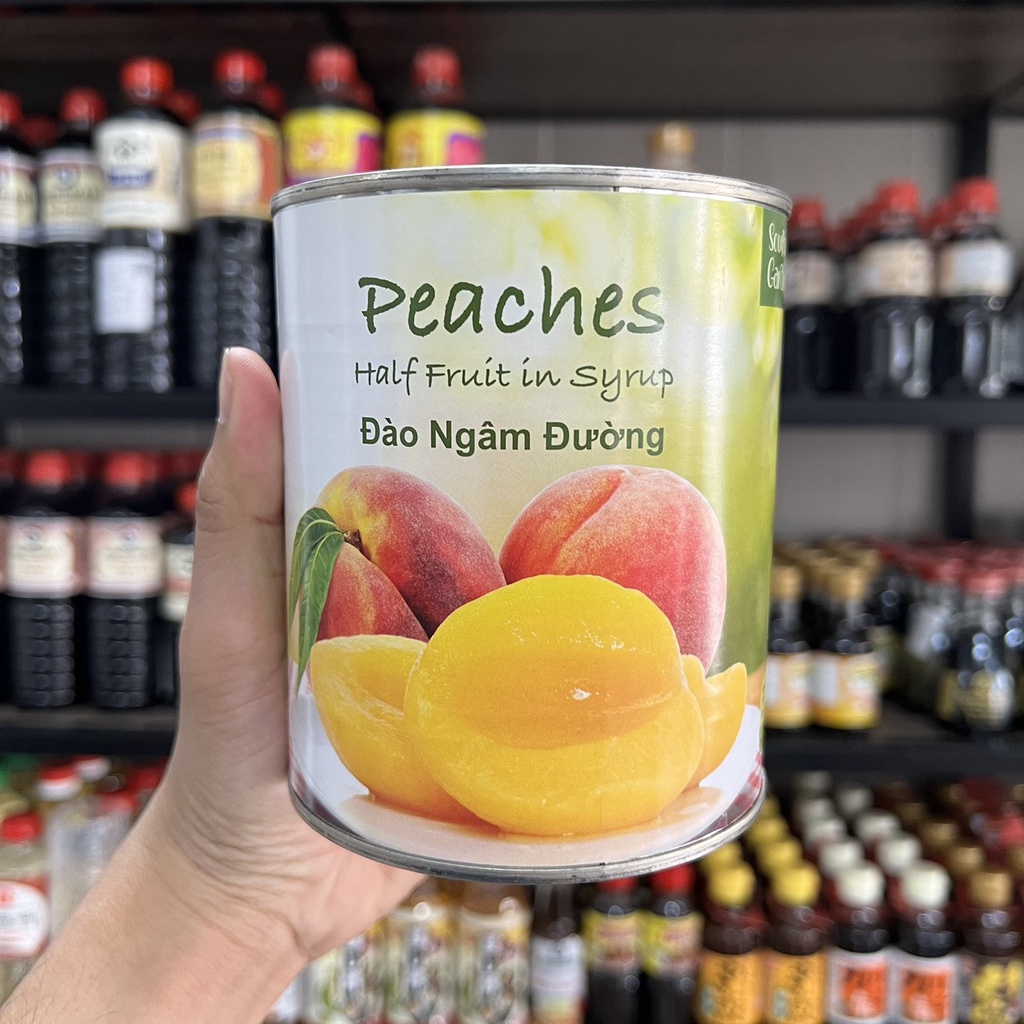 Peaches
Half Fruit in Syrup
Đào Ngâm Đường